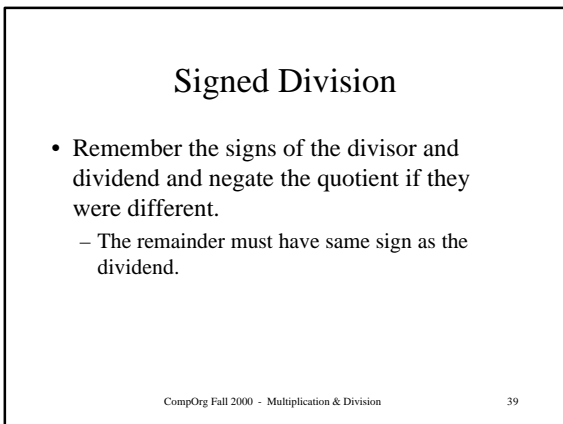 Signed Division
• Remember the signs of the divisor and
dividend and negate the quotient if they
were different.
– The remainder must have same sign as the
dividend.
CompOrg Fall 2000 - Multiplication & Division 39